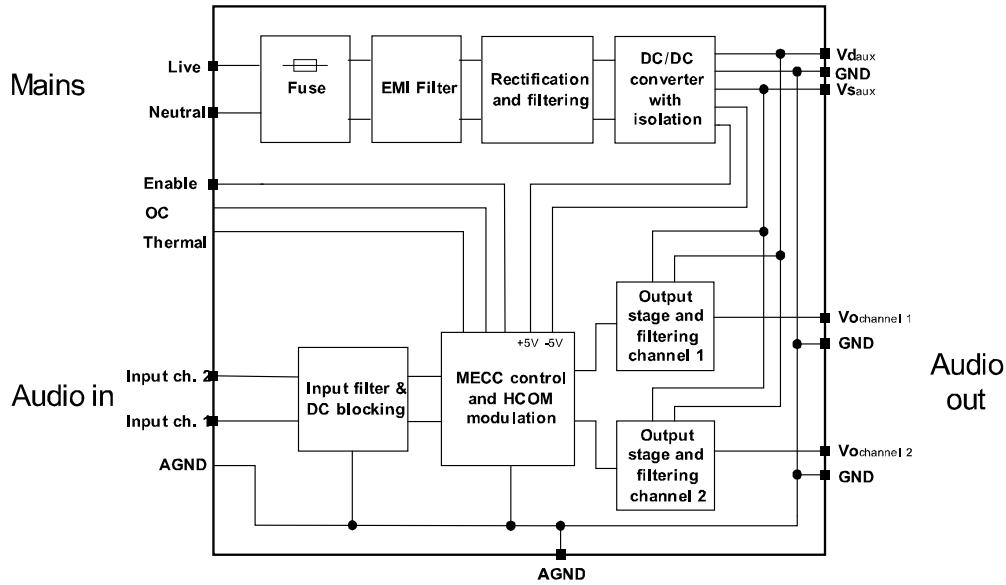 Mains
Live
Neutral
Fuse
EMI Filter
Rectification
and filtering
DC/DC
converter
with
isolation
Vdaux
GND
Vsaux
Enable
OC
Thermal
+5V -5V
MECC control
and HCOM
modulation
Output
stage and
filtering
channel 1
Vochannel 1
GND
Audio in
Input ch. 2
Input ch. 1
AGND
Input filter &
DC blocking
Output
stage and
filtering
channel 2
Audio
out
Vochannel 2
GND
AGND